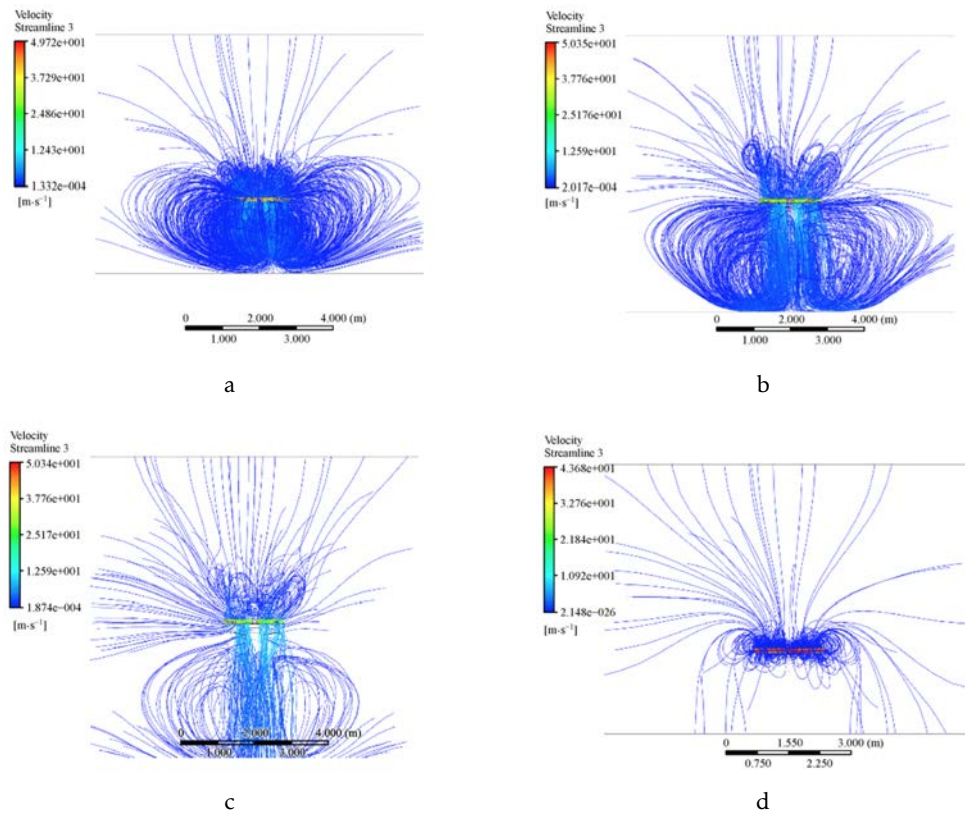 Velocity
Streamline 3
4.972e+001
3.729e+001
2.486e+001
1.243e+001
1.332e−004
[m·s⁻¹]
0 2.000 4.000 (m)
1.000 3.000
a
Velocity
Streamline 3
5.035e+001
3.776e+001
2.5176e+001
1.259e+001
2.017e−004
[m·s⁻¹]
0 2.000 4.000 (m)
1.000 3.000
b
Velocity
Streamline 3
5.034e+001
3.776e+001
2.517e+001
1.259e+001
1.874e−004
[m·s⁻¹]
0 2.000 4.000 (m)
1.000 3.000
c
Velocity
Streamline 3
4.368e+001
3.276e+001
2.184e+001
1.092e+001
2.148e−026
[m·s⁻¹]
0 1.550 3.000 (m)
0.750 2.250
d